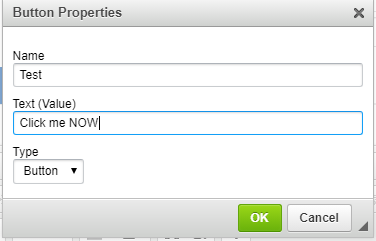 Button Properties
Name
Test
Text (Value)
Click me NOW
Type
Button
OK Cancel